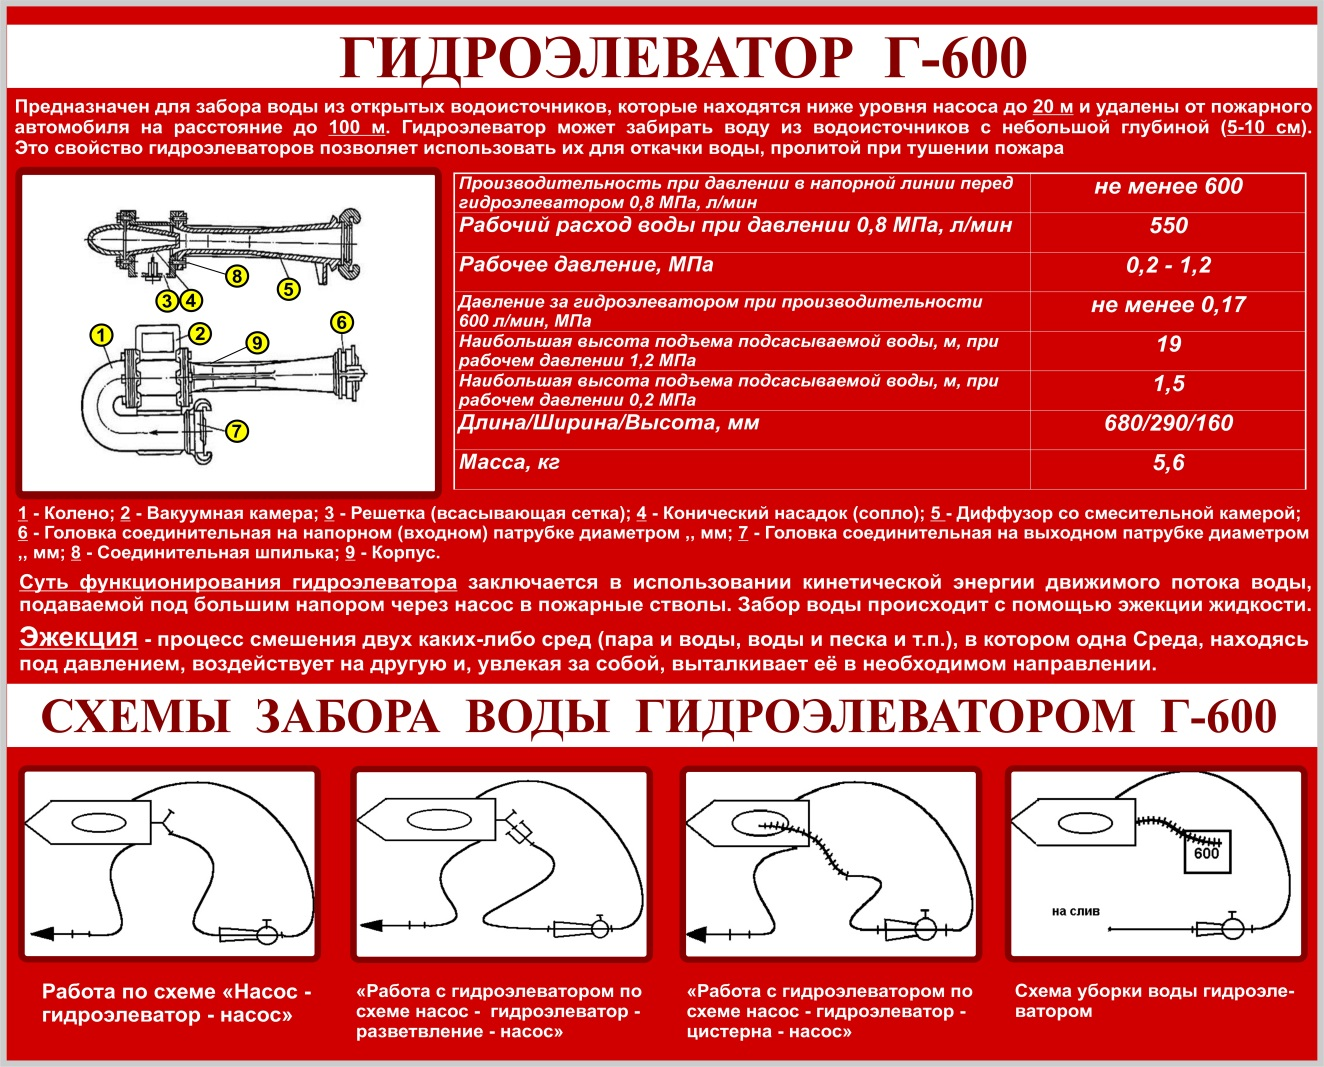 ГИДРОЭЛЕВАТОР Г-600
Предназначен для забора воды из открытых водоисточников, которые находятся ниже уровня насоса до 20 м и удалены от пожарного
автомобиля на расстояние до 100 м. Гидроэлеватор может забирать воду из водоисточников с небольшой глубиной (5-10 см).
Это свойство гидроэлеваторов позволяет использовать их для откачки воды, пролитой при тушении пожара
8
5
3 4
6
1 2
9
7
Производительность при давлении в напорной линии перед
гидроэлеватором 0,8 МПа, л/мин
не менее 600
Рабочий расход воды при давлении 0,8 МПа, л/мин
550
Рабочее давление, МПа
0,2 - 1,2
Давление за гидроэлеватором при производительности
600 л/мин, МПа
не менее 0,17
Наибольшая высота подъема подсасываемой воды, м, при
рабочем давлении 1,2 МПа
19
Наибольшая высота подъема подсасываемой воды, м, при
рабочем давлении 0,2 МПа
1,5
Длина/Ширина/Высота, мм
680/290/160
Масса, кг
5,6
1 - Колено; 2 - Вакуумная камера; 3 - Решетка (всасывающая сетка); 4 - Конический насадок (сопло); 5 - Диффузор со смесительной камерой;
6 - Головка соединительная на напорном (входном) патрубке диаметром ,, мм; 7 - Головка соединительная на выходном патрубке диаметром
,, мм; 8 - Соединительная шпилька; 9 - Корпус.
Суть функционирования гидроэлеватора заключается в использовании кинетической энергии движимого потока воды,
подаваемой под большим напором через насос в пожарные стволы. Забор воды происходит с помощью эжекции жидкости.
Эжекция - процесс смешения двух каких-либо сред (пара и воды, воды и песка и т.п.), в котором одна Среда, находясь
под давлением, воздействует на другую и, увлекая за собой, выталкивает её в необходимом направлении.
СХЕМЫ ЗАБОРА ВОДЫ ГИДРОЭЛЕВАТОРОМ Г-600
600
на слив
Работа по схеме «Насос -
гидроэлеватор - насос»
«Работа с гидроэлеватором по
схеме насос - гидроэлеватор -
разветвление - насос»
«Работа с гидроэлеватором по
схеме насос - гидроэлеватор -
цистерна - насос»
Схема уборки воды гидроэле-
ватором